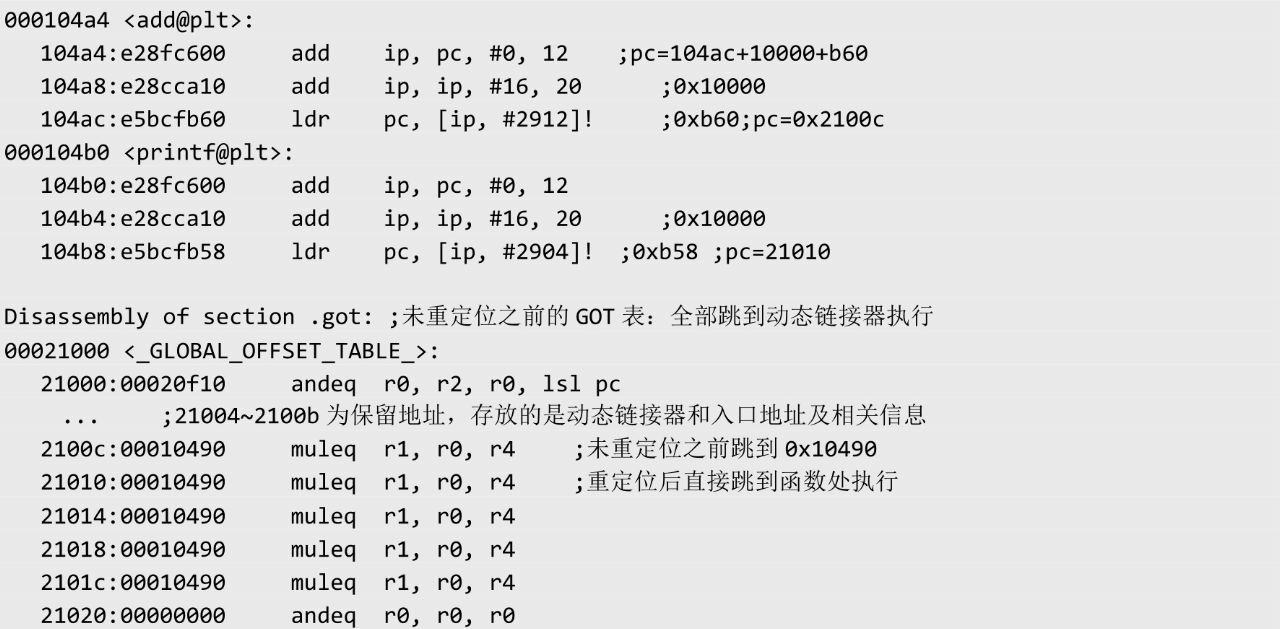 000104a4 <add@plt>:
104a4:e28fc600 add ip, pc, #0, 12 ;pc=104ac+10000+b60
104a8:e28cca10 add ip, ip, #16, 20 ;0x10000
104ac:e5bcfb60 ldr pc, [ip, #2912]! ;0xb60;pc=0x2100c
000104b0 <printf@plt>:
104b0:e28fc600 add ip, pc, #0, 12
104b4:e28cca10 add ip, ip, #16, 20 ;0x10000
104b8:e5bcfb58 ldr pc, [ip, #2904]! ;0xb58 ;pc=21010
Disassembly of section .got: ;未重定位之前的 GOT 表：全部跳到动态链接器执行
00021000 <_GLOBAL_OFFSET_TABLE_>:
21000:00020f10 andeq r0, r2, r0, lsl pc
... ;21004~2100b 为保留地址，存放的是动态链接器和入口地址及相关信息
2100c:00010490 muleq r1, r0, r4 ;未重定位之前跳到 0x10490
21010:00010490 muleq r1, r0, r4 ;重定位后直接跳到函数处执行
21014:00010490 muleq r1, r0, r4
21018:00010490 muleq r1, r0, r4
2101c:00010490 muleq r1, r0, r4
21020:00000000 andeq r0, r0, r0